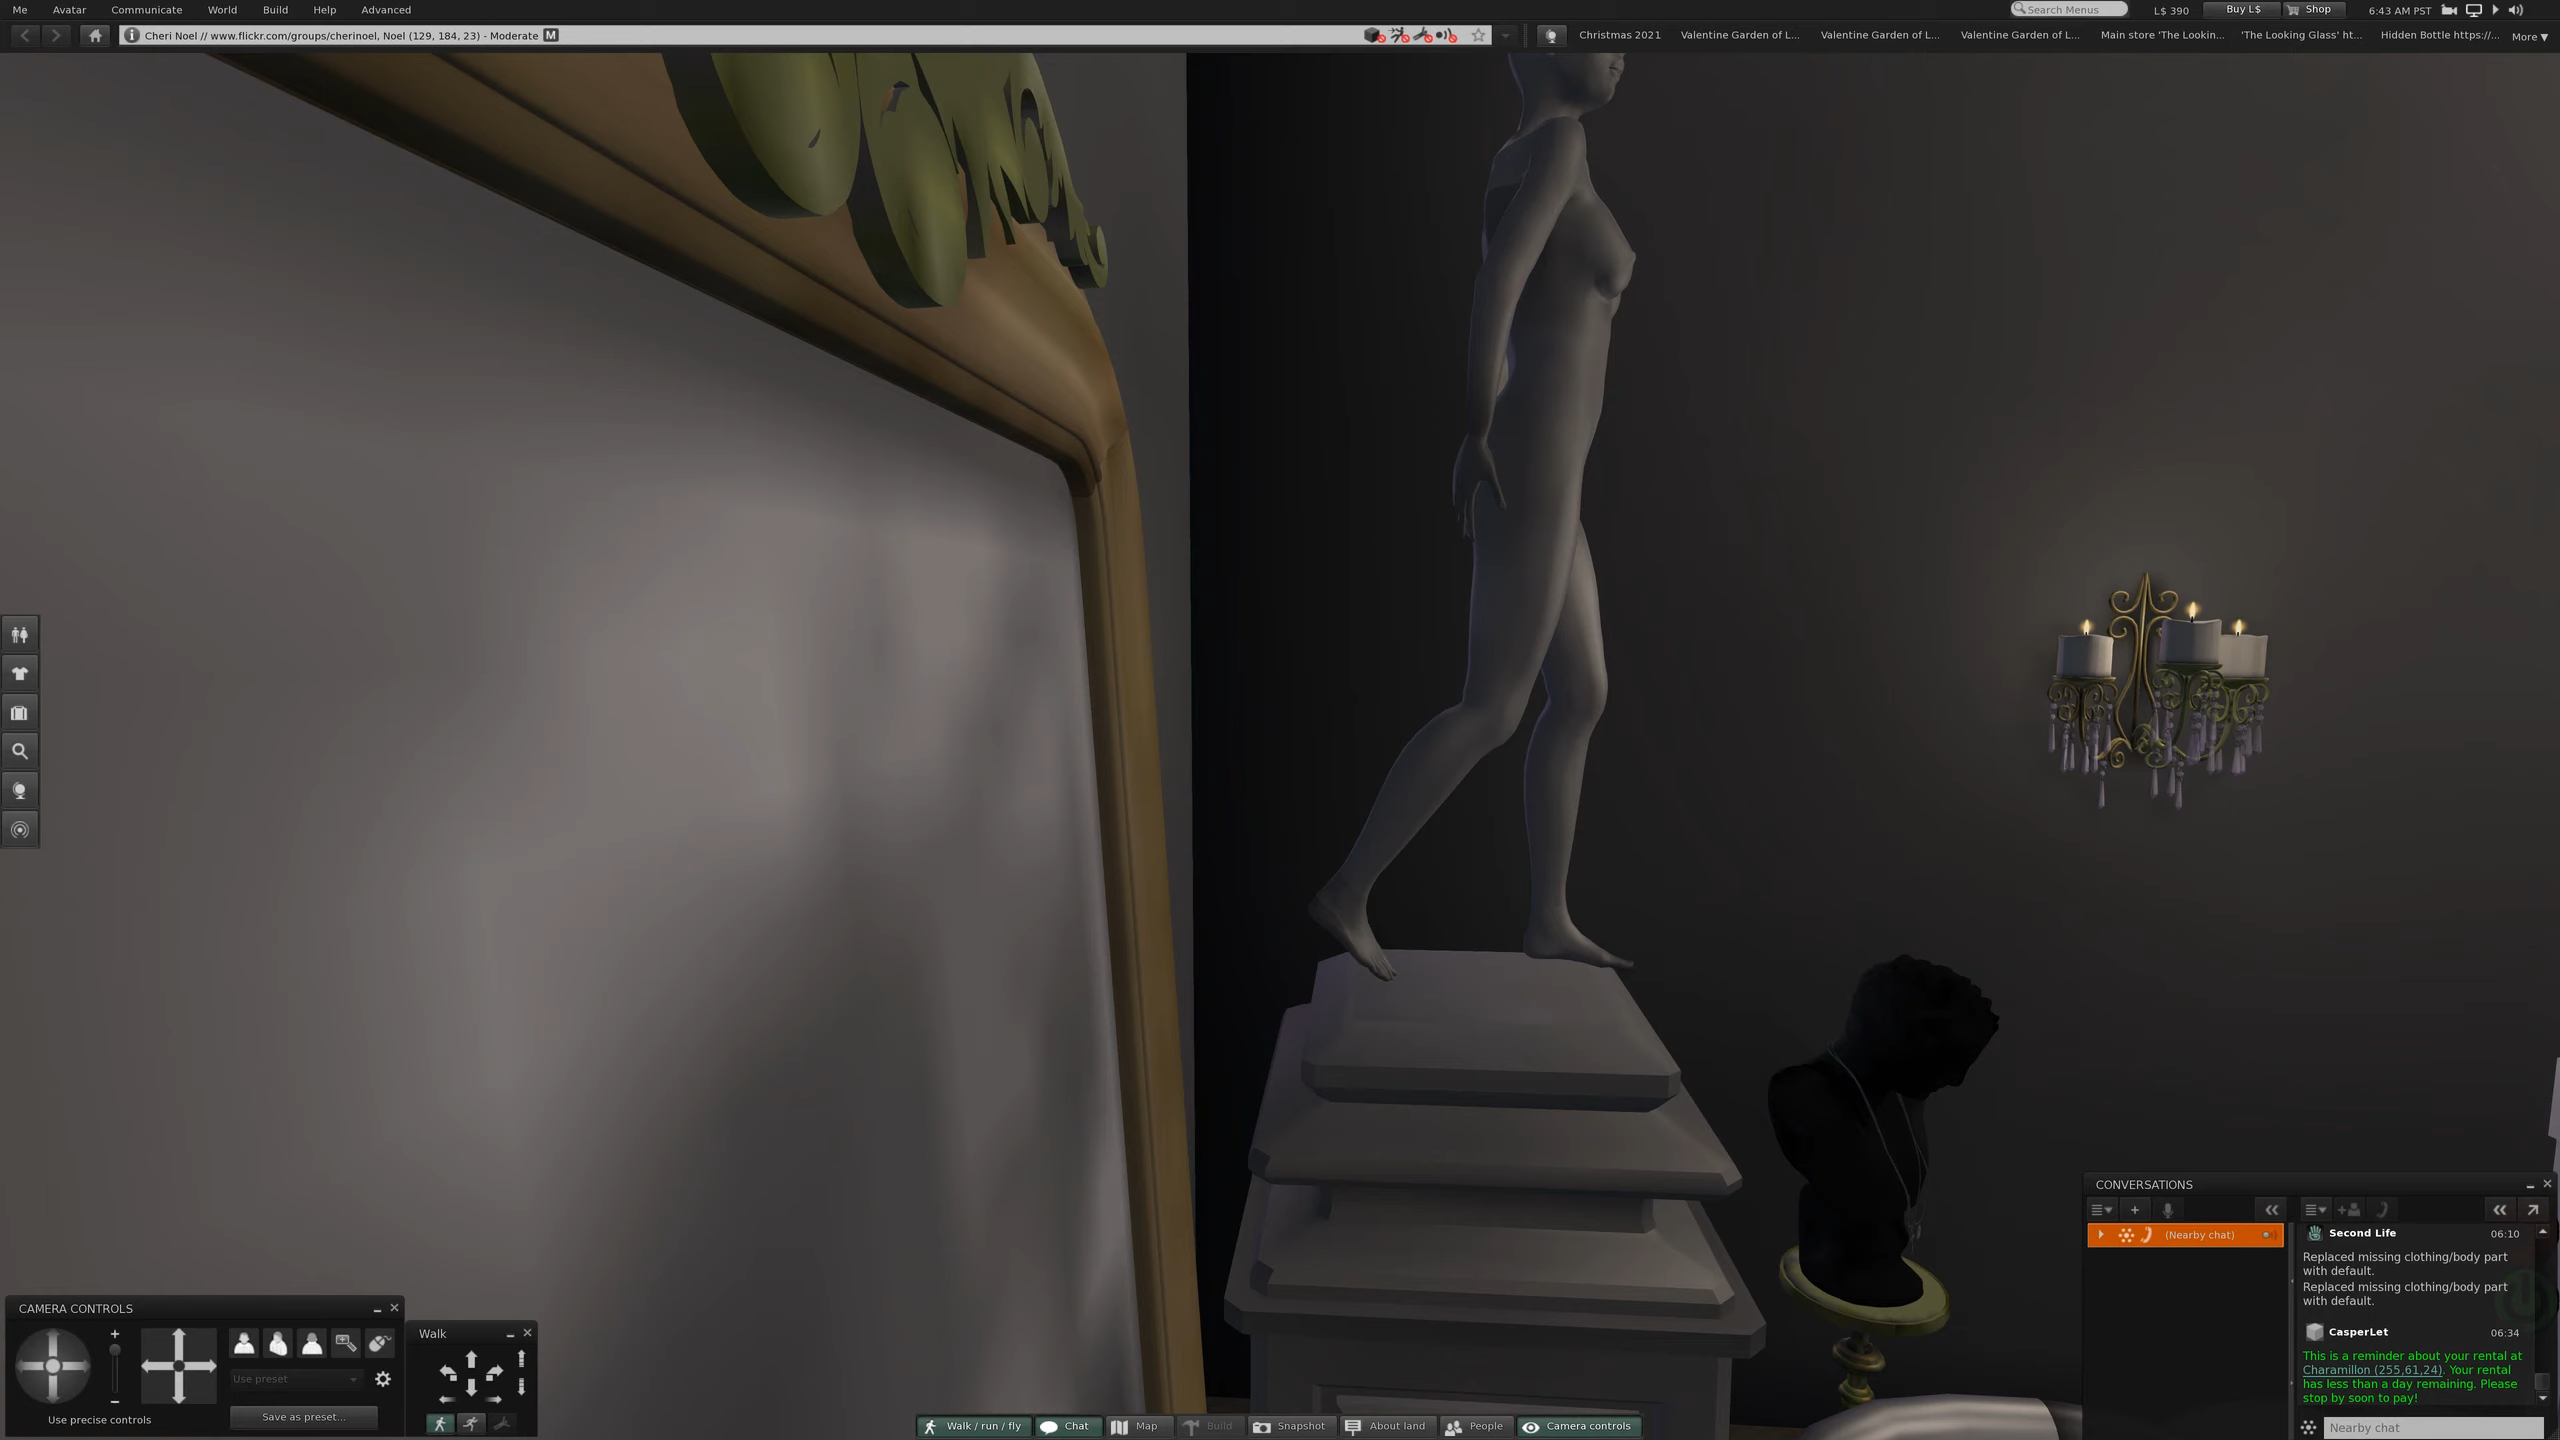 Me Avatar Communicate World Build Help Advanced
Search Menus L$ 390 Buy L$ Shop 6:43 AM PST
Cheri Noel // www.flickr.com/groups/cherinoel, Noel (129, 184, 23) - Moderate M
Christmas 2021 Valentine Garden of L... Valentine Garden of L... Valentine Garden of L... Main store 'The Lookin... 'The Looking Glass' ht... Hidden Bottle https://... More
CONVERSATIONS
(Nearby chat)
Second Life 06:10
Replaced missing clothing/body part
with default.
Replaced missing clothing/body part
with default.
CasperLet 06:34
This is a reminder about your rental at
Charamillon (255,61,24). Your rental
has less than a day remaining. Please
stop by soon to pay!
Nearby chat
CAMERA CONTROLS
Use preset
Save as preset...
Use precise controls
Walk
Walk / run / fly Chat Map Build Snapshot About land People Camera controls